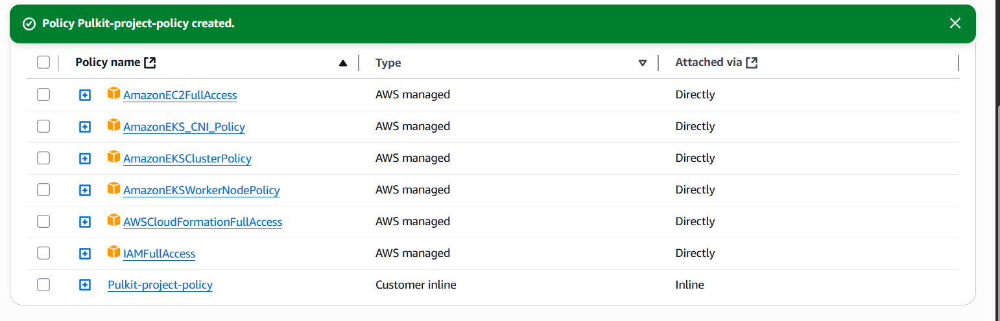 Policy Pulkit-project-policy created.
Policy name Type Attached via
AmazonEC2FullAccess AWS managed Directly
AmazonEKS_CNI_Policy AWS managed Directly
AmazonEKSClusterPolicy AWS managed Directly
AmazonEKSWorkerNodePolicy AWS managed Directly
AWSCloudFormationFullAccess AWS managed Directly
IAMFullAccess AWS managed Directly
Pulkit-project-policy Customer inline Inline